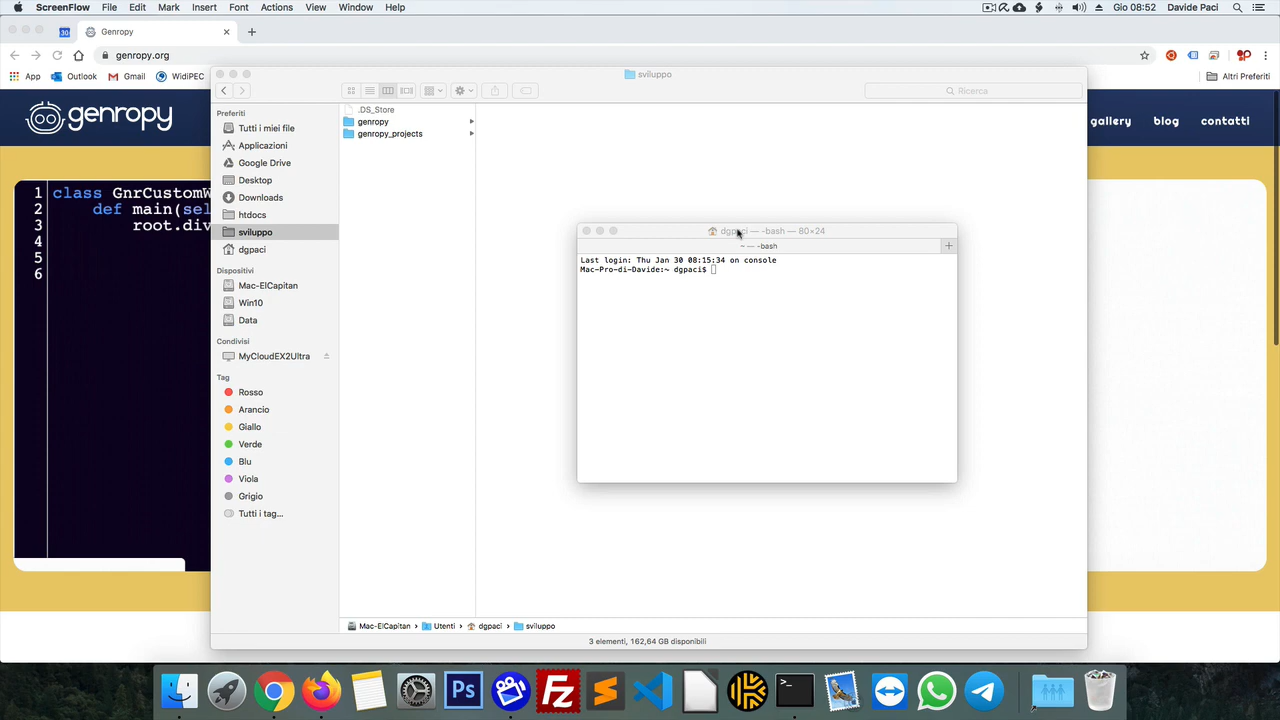 ScreenFlow File Edit Mark Insert Font Actions View Window Help Gio 08:52 Davide Paci
31 Genropy
genropy.org
App Outlook Gmail WidiPEC Altri Preferiti
sviluppo
Ricerca
genropy
gallery blog contatti
1 class GnrCustomW
2 def main(sel
3 root.div
4
5
6
Preferiti
Tutti i miei file
Applicazioni
Google Drive
Desktop
Downloads
htdocs
sviluppo
dgpaci
Dispositivi
Mac-ElCapitan
Win10
Data
Condivisi
MyCloudEX2Ultra
Tag
Rosso
Arancio
Giallo
Verde
Blu
Viola
Grigio
Tutti i tag...
.DS_Store
genropy
genropy_projects
dgpaci — -bash — 80×24
~ — -bash
Last login: Thu Jan 30 08:15:34 on console
Mac-Pro-di-Davide:~ dgpaci$
Mac-ElCapitan › Utenti › dgpaci › sviluppo
3 elementi, 162,64 GB disponibili
Ps
Fz
>_